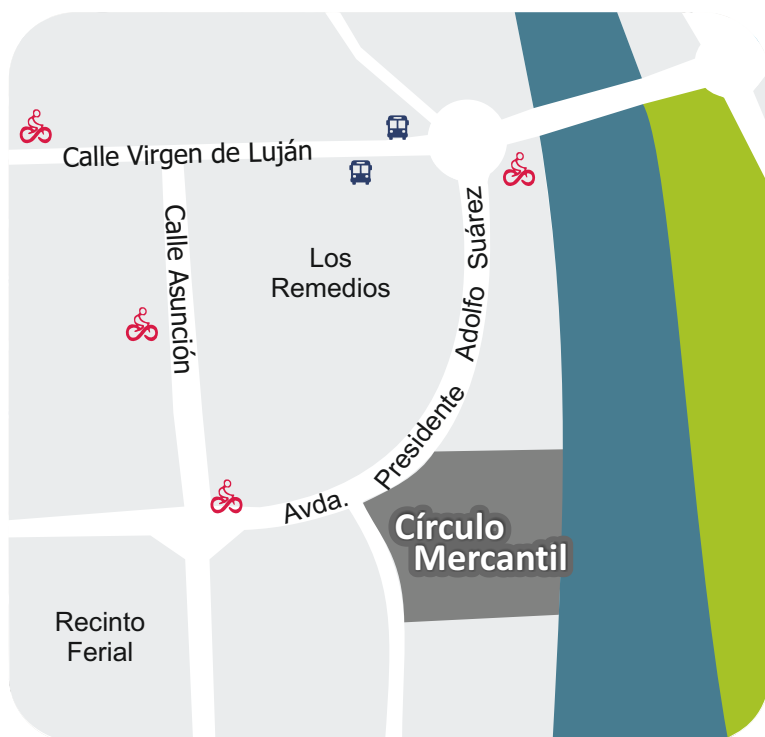 Calle Virgen de Luján
Calle Asunción
Los
Remedios
Avda. Presidente Adolfo Suárez
Círculo
Mercantil
Recinto
Ferial